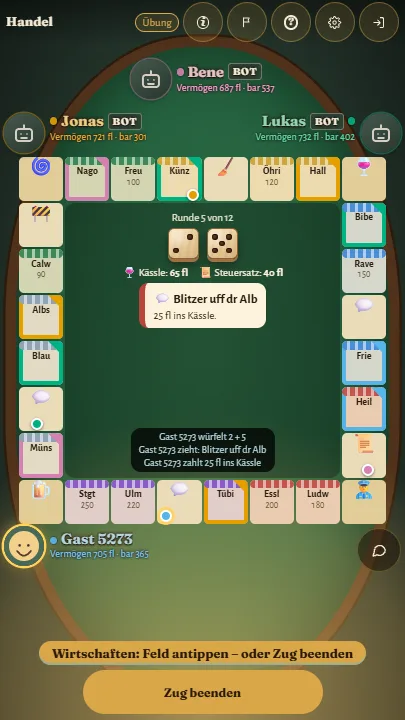 Handel
Übung
Bene BOT
Vermögen 687 fl · bar 537
Jonas BOT
Vermögen 721 fl · bar 301
Lukas BOT
Vermögen 732 fl · bar 402
Nago
Freu
100
Künz
Öhri
120
Hall
Bibe
Calw
90
Rave
150
Albs
Blau
Frie
Heil
Müns
Runde 5 von 12
Kässle: 65 fl Steuersatz: 40 fl
Blitzer uff dr Alb
25 fl ins Kässle.
Gast 5273 würfelt 2 + 5
Gast 5273 zieht: Blitzer uff dr Alb
Gast 5273 zahlt 25 fl ins Kässle
Stgt
250
Ulm
220
Tübi
Essl
200
Ludw
180
Gast 5273
Vermögen 705 fl · bar 365
Wirtschaften: Feld antippen – oder Zug beenden
Zug beenden